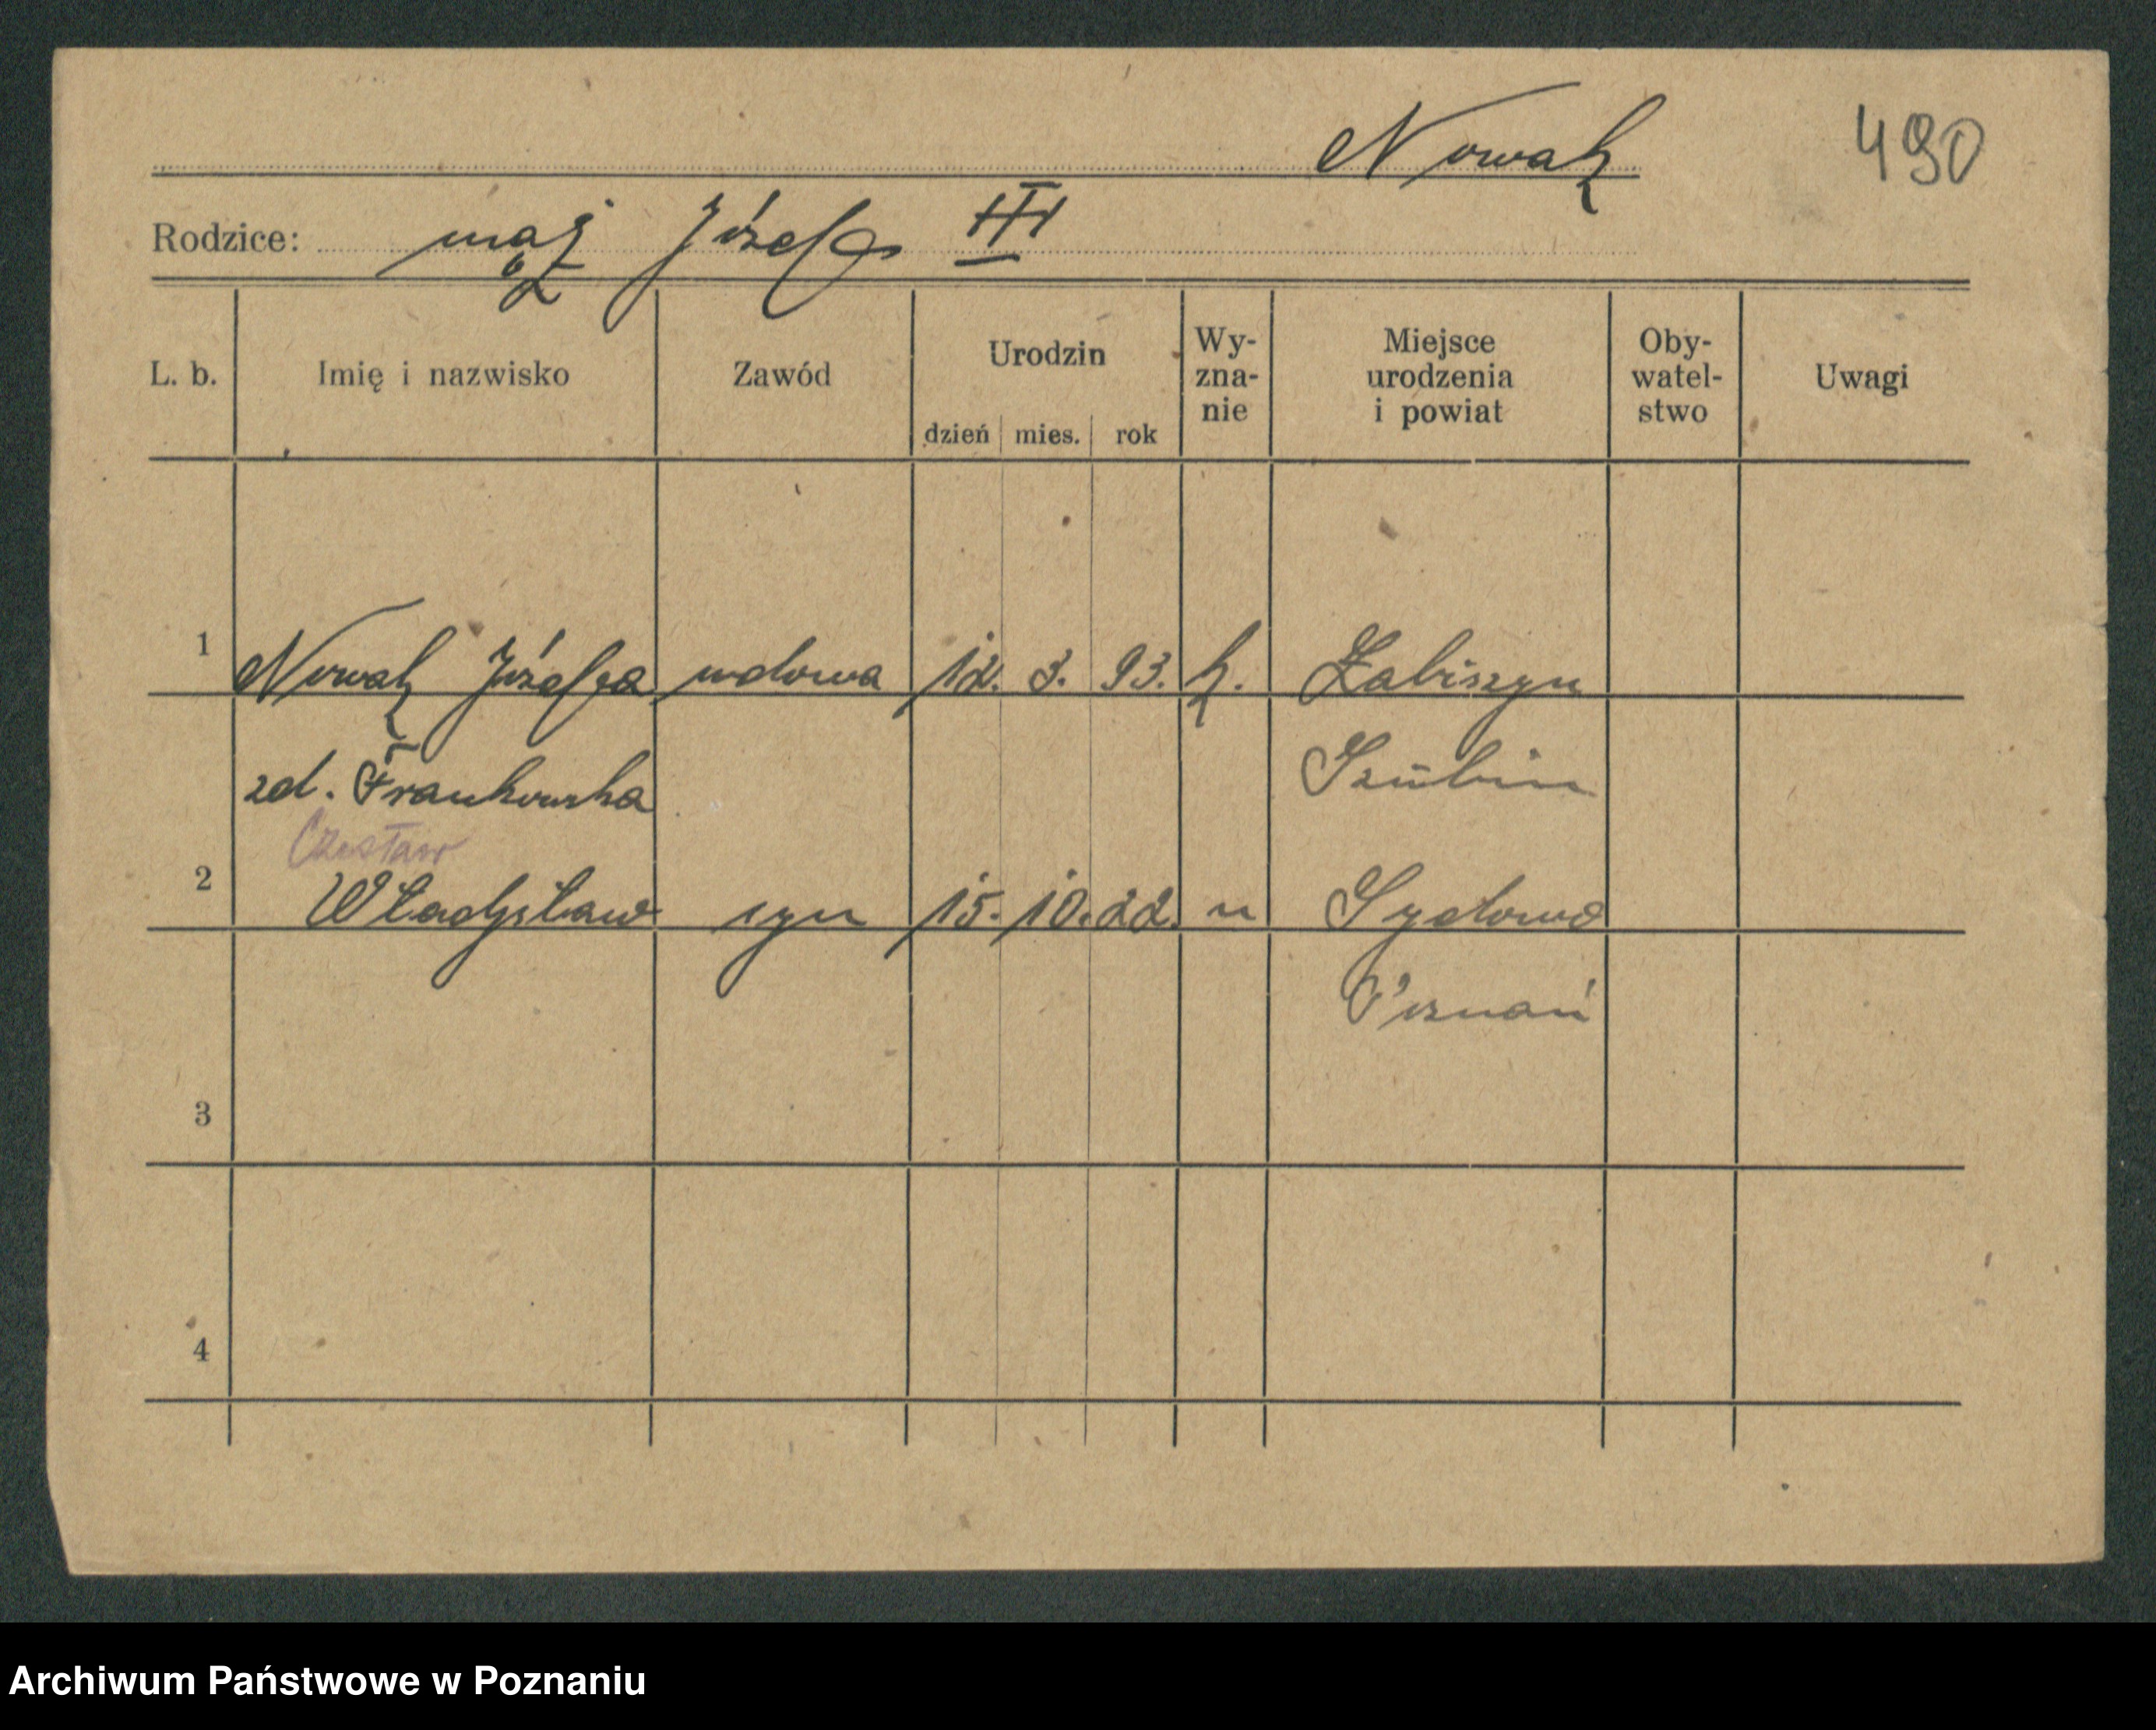 Nowak
490
Rodzice: mąż Józef III
L. b. Imię i nazwisko Zawód Urodzin dzień mies. rok Wy-zna-nie Miejsce urodzenia i powiat Oby-watel-stwo Uwagi
1 Nowak Józefa wdowa 12. 3. 93. k. Łabiszyn
zd. Frankowska Szubin
Czesław
2 Władysław syn 15. 10. 22. " Gydowo
Poznań
3
4
Archiwum Państwowe w Poznaniu